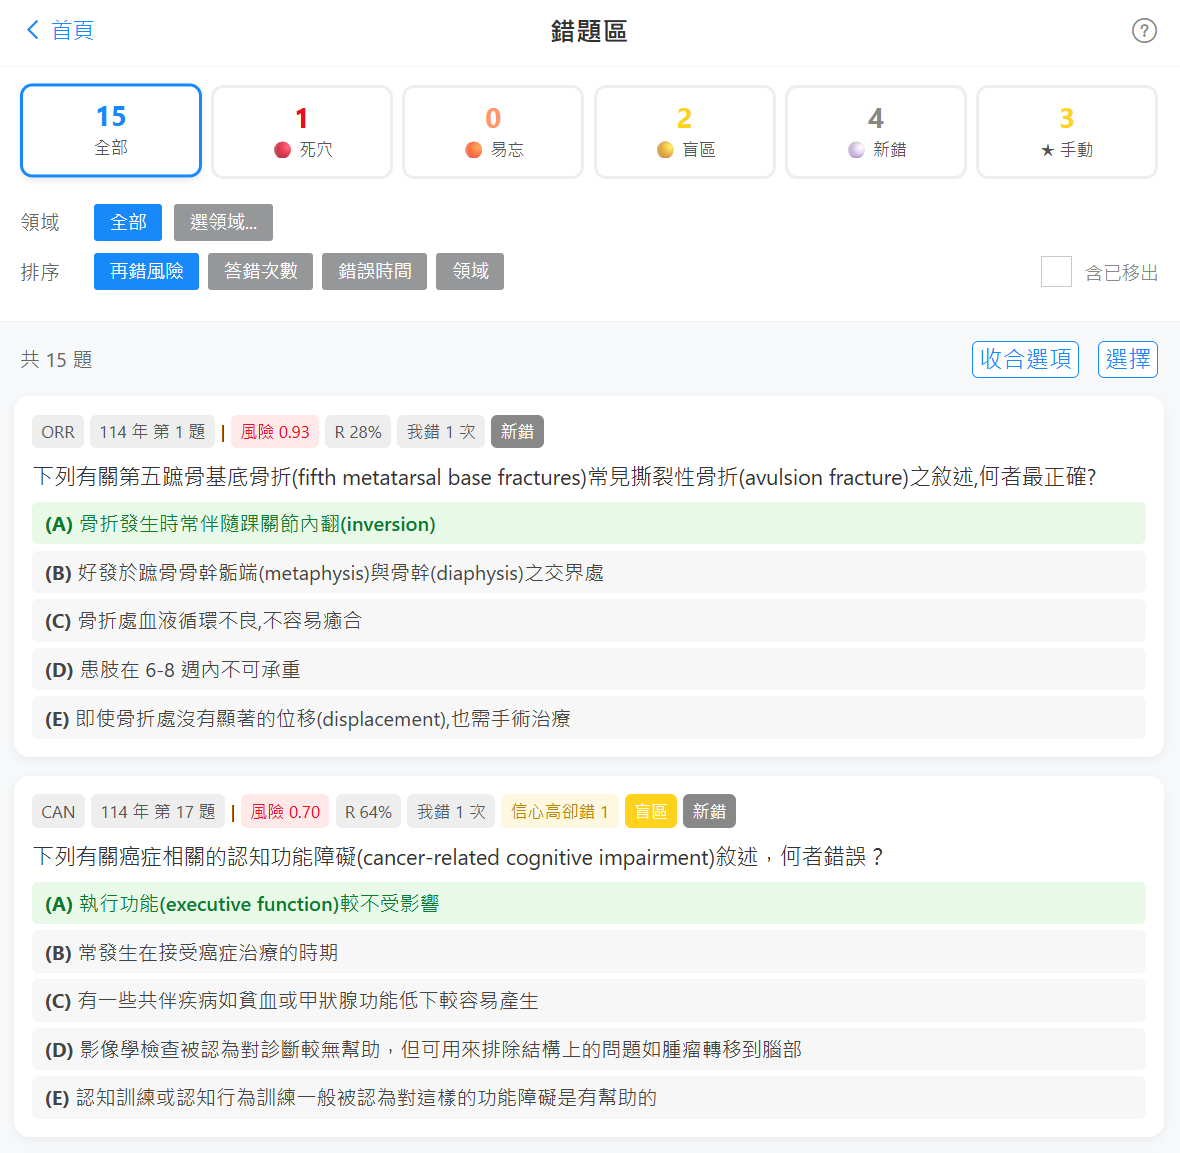 首頁
錯題區
?
15
全部
1
死穴
0
易忘
2
盲區
4
新錯
3
★ 手動
領域 全部 選領域...
排序 再錯風險 答錯次數 錯誤時間 領域 含已移出
共 15 題 收合選項 選擇
ORR 114 年 第 1 題 | 風險 0.93 R 28% 我錯 1 次 新錯
下列有關第五蹠骨基底骨折(fifth metatarsal base fractures)常見撕裂性骨折(avulsion fracture)之敘述,何者最正確?
(A) 骨折發生時常伴隨踝關節內翻(inversion)
(B) 好發於蹠骨骨幹骺端(metaphysis)與骨幹(diaphysis)之交界處
(C) 骨折處血液循環不良,不容易癒合
(D) 患肢在 6-8 週內不可承重
(E) 即使骨折處沒有顯著的位移(displacement),也需手術治療
CAN 114 年 第 17 題 | 風險 0.70 R 64% 我錯 1 次 信心高卻錯 1 盲區 新錯
下列有關癌症相關的認知功能障礙(cancer-related cognitive impairment)敘述，何者錯誤？
(A) 執行功能(executive function)較不受影響
(B) 常發生在接受癌症治療的時期
(C) 有一些共伴疾病如貧血或甲狀腺功能低下較容易產生
(D) 影像學檢查被認為對診斷較無幫助，但可用來排除結構上的問題如腫瘤轉移到腦部
(E) 認知訓練或認知行為訓練一般被認為對這樣的功能障礙是有幫助的